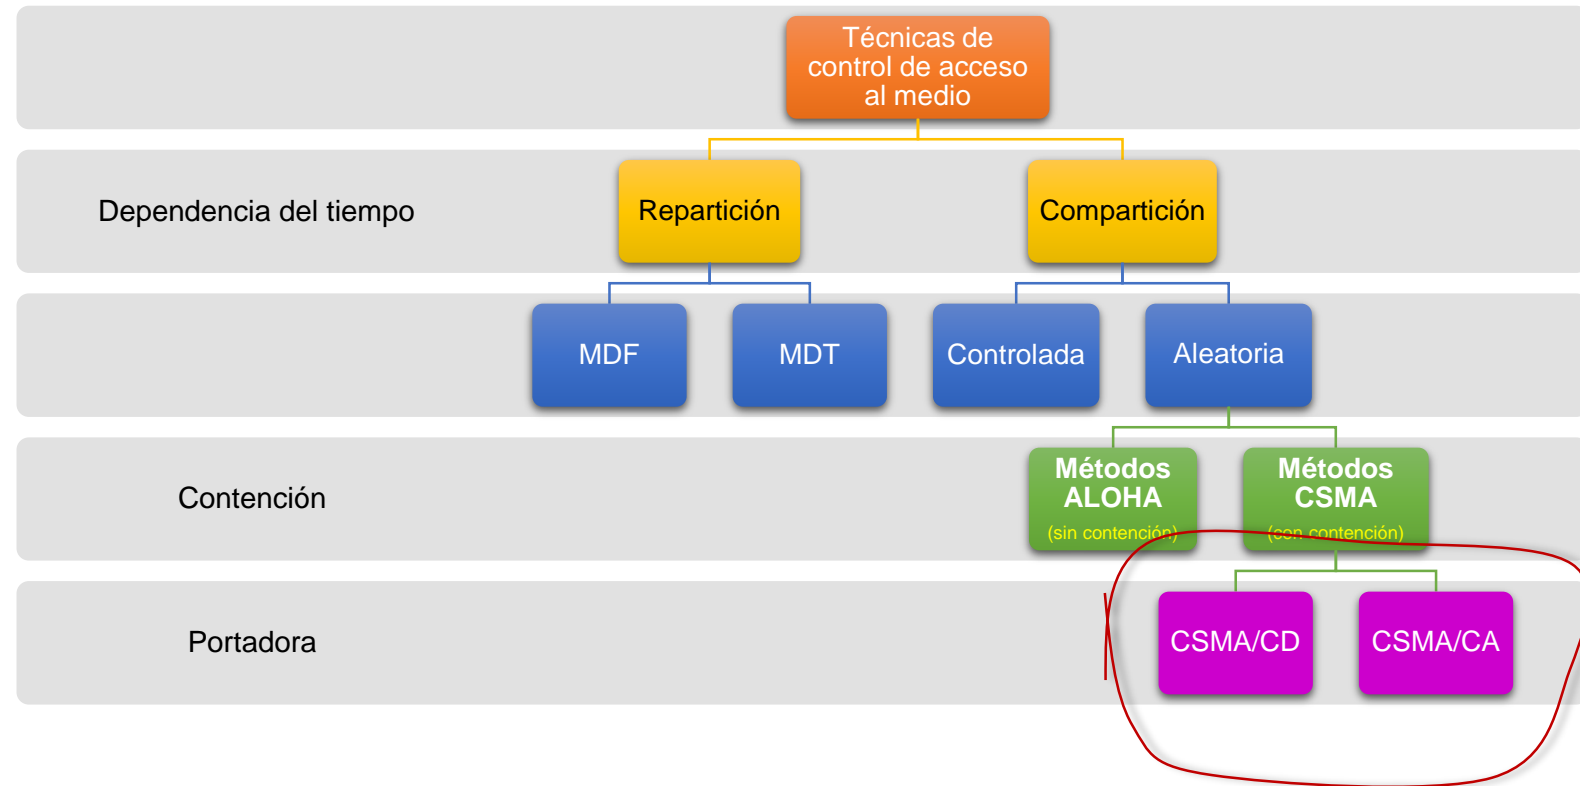 Técnicas de
control de acceso
al medio
Dependencia del tiempo
Repartición
Compartición
MDF
MDT
Controlada
Aleatoria
Contención
Métodos
ALOHA
(sin contención)
Métodos
CSMA
(con contención)
Portadora
CSMA/CD
CSMA/CA